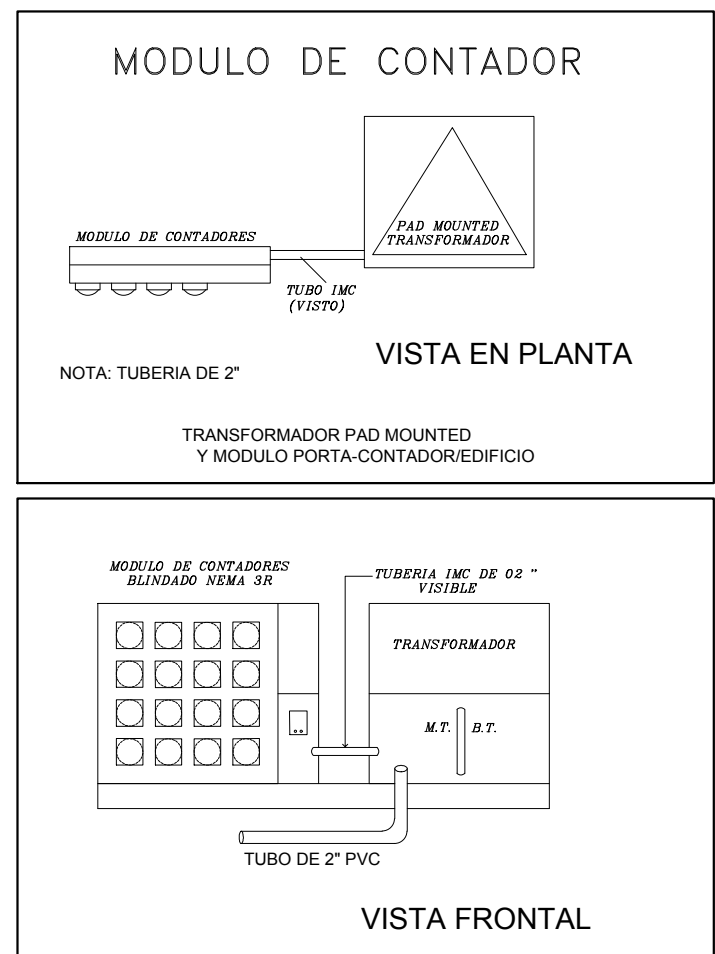 MODULO DE CONTADOR
PAD MOUNTED
TRANSFORMADOR
MODULO DE CONTADORES
TUBO IMC
(VISTO)
VISTA EN PLANTA
NOTA: TUBERIA DE 2"
TRANSFORMADOR PAD MOUNTED
Y MODULO PORTA-CONTADOR/EDIFICIO
MODULO DE CONTADORES
BLINDADO NEMA 3R
TUBERIA IMC DE 02 "
VISIBLE
TRANSFORMADOR
M.T. B.T.
TUBO DE 2" PVC
VISTA FRONTAL